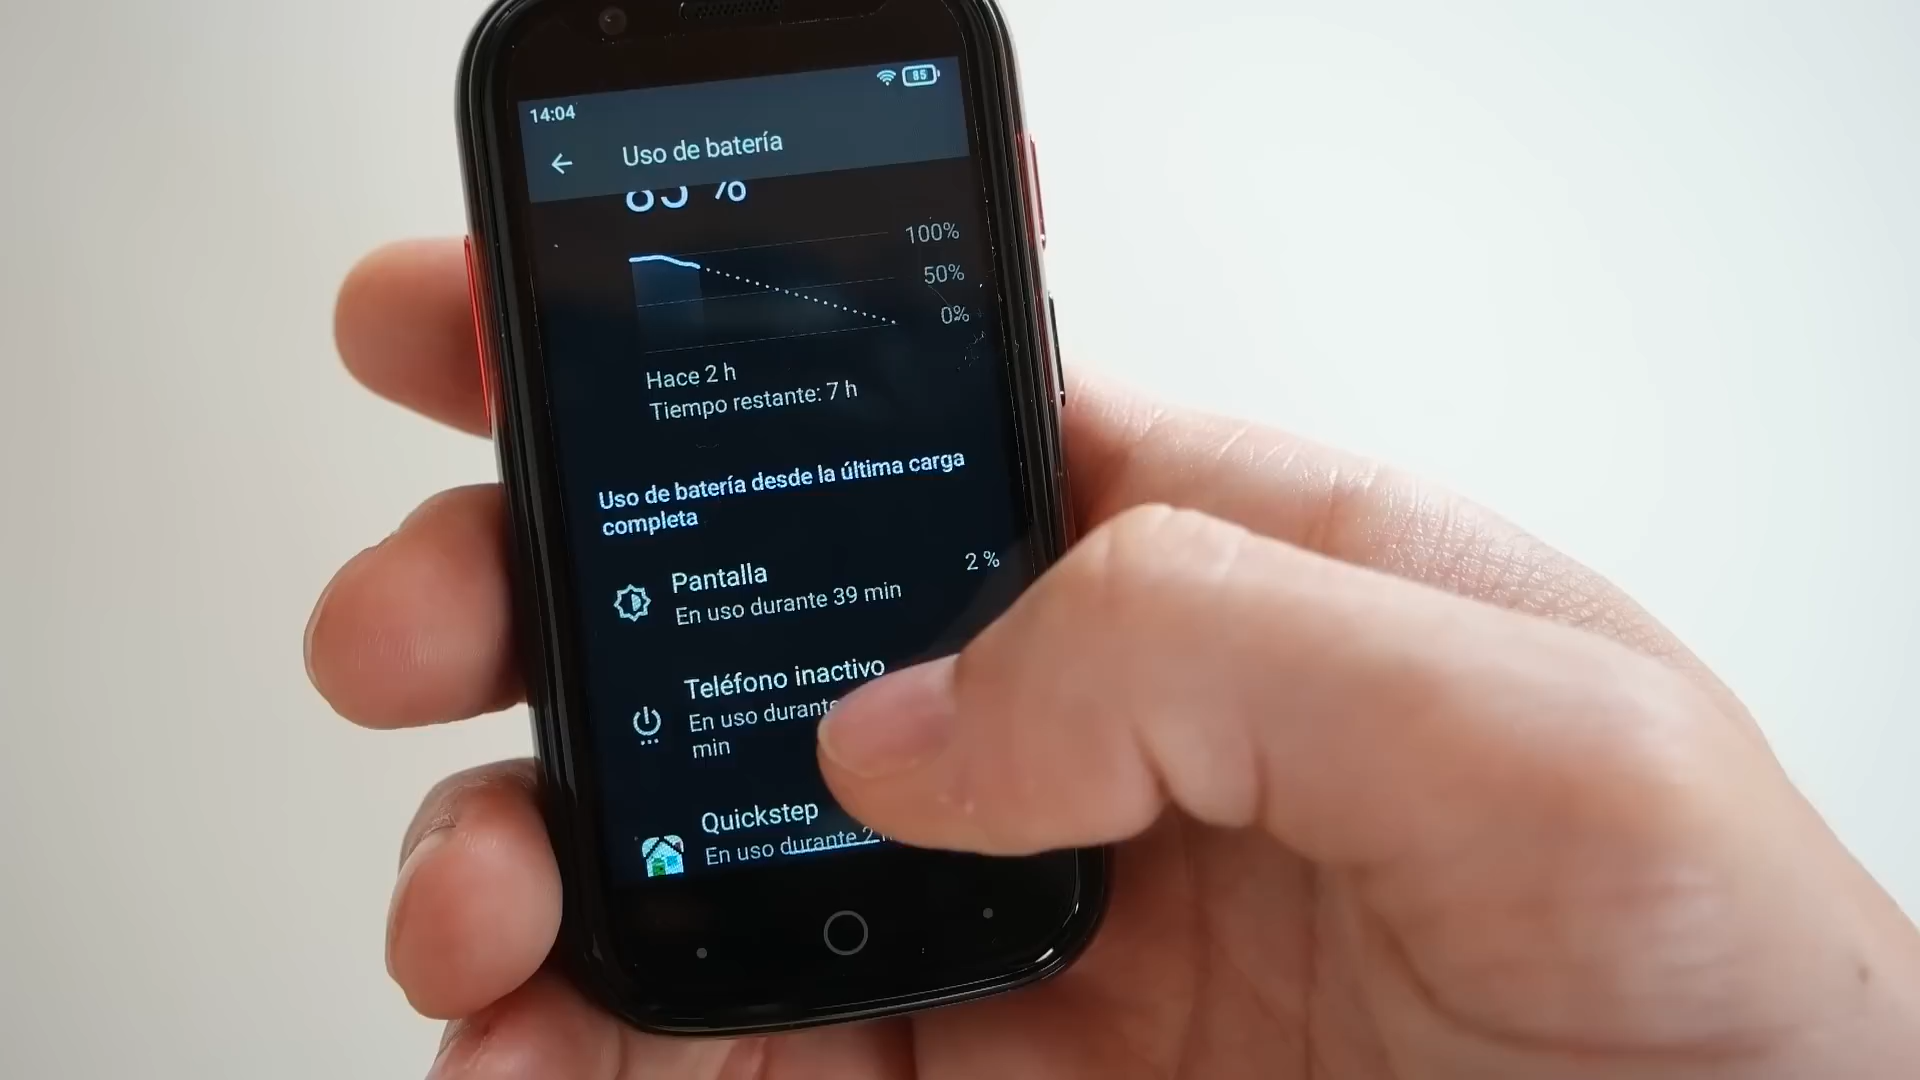 14:04
85
Uso de batería
85 %
100%
50%
0%
Hace 2 h
Tiempo restante: 7 h
Uso de batería desde la última carga
completa
Pantalla
2 %
En uso durante 39 min
Teléfono inactivo
En uso durante
min
Quickstep
En uso durante 2 h